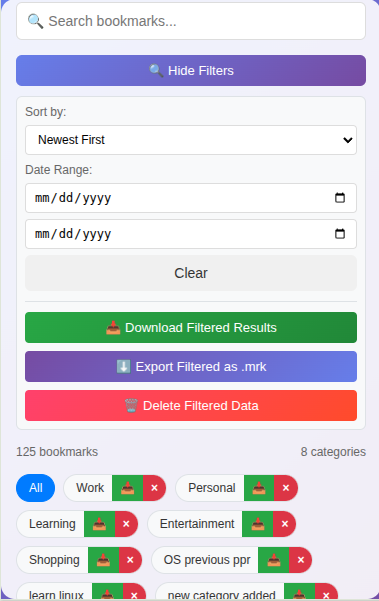 🔍 Search bookmarks...
🔍 Hide Filters
Sort by:
Newest First
Date Range:
mm/dd/yyyy
mm/dd/yyyy
Clear
📥 Download Filtered Results
⬇️ Export Filtered as .mrk
🗑️ Delete Filtered Data
125 bookmarks 8 categories
All Work 📤 × Personal 📤 ×
Learning 📤 × Entertainment 📤 ×
Shopping 📤 × OS previous ppr 📤 ×
learn linux 📤 × new category added 📤 ×